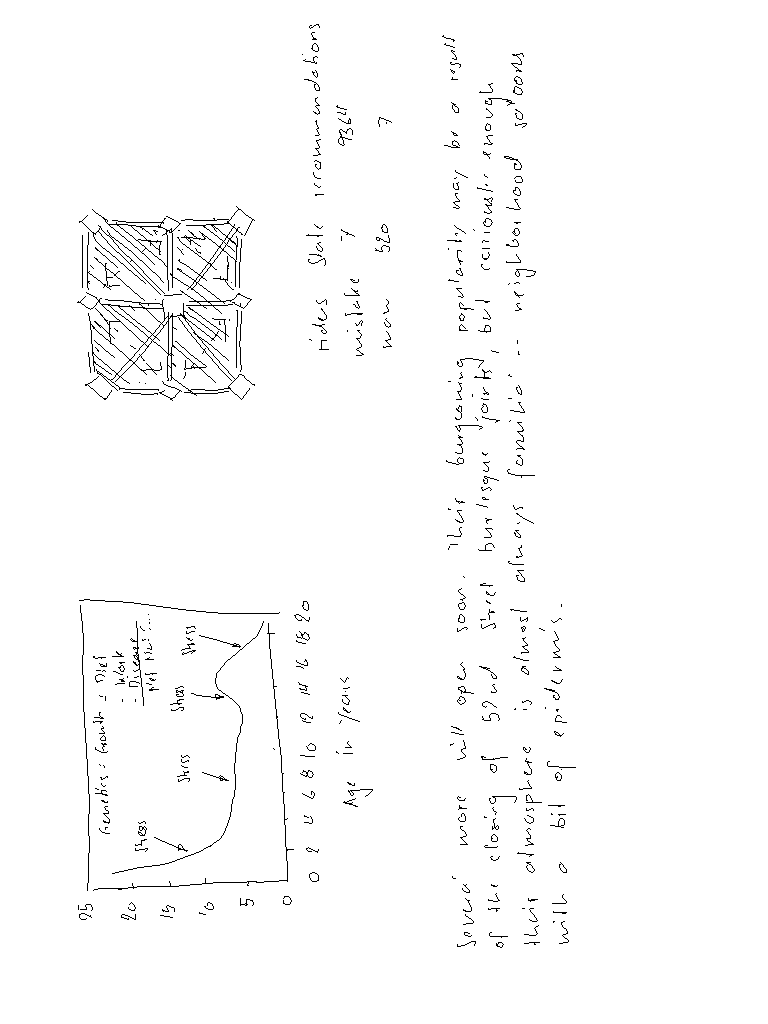 Genetics = Growth = Diet
- Work
- Disease
Stress
Stress
Stress
Stress
25
20
15
10
5
0
0 2 4 6 8 10 12 14 16 18 20
Age in Years
rides State recommendations
mistake 7 9364
man 520 7
Several more will open soon. Their burgeoning popularity may be a result
of the closing of 52nd Street burlesque joints, but curiously enough
their atmosphere is almost always familial -- neighborhood saloons
with a bit of epidermis.